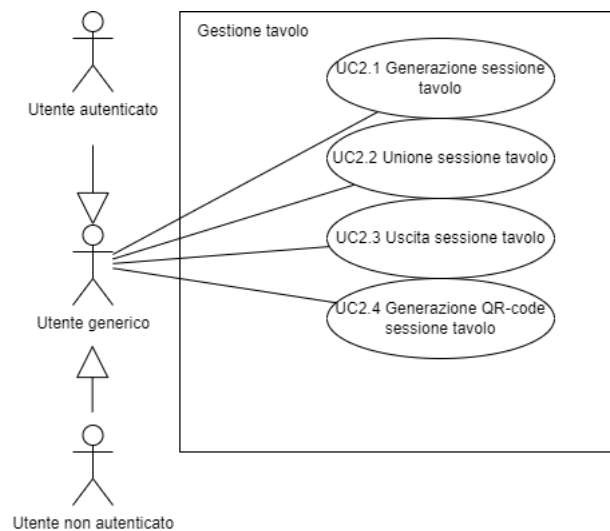 Gestione tavolo
UC2.1 Generazione sessione
tavolo
Utente autenticato
UC2.2 Unione sessione tavolo
UC2.3 Uscita sessione tavolo
UC2.4 Generazione QR-code
sessione tavolo
Utente generico
Utente non autenticato